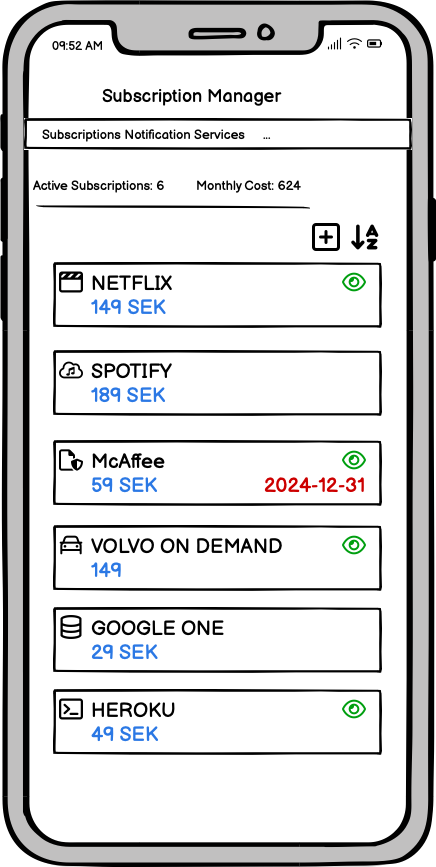 09:52 AM
Subscription Manager
Subscriptions Notification Services ...
Active Subscriptions: 6 Monthly Cost: 624
A
Z
NETFLIX
149 SEK
SPOTIFY
189 SEK
McAffee
59 SEK 2024-12-31
VOLVO ON DEMAND
149
GOOGLE ONE
29 SEK
HEROKU
49 SEK